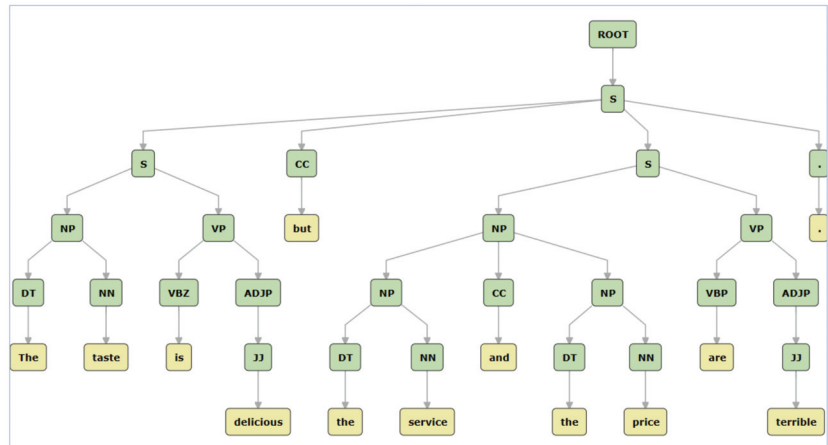 ROOT
S
S CC S .
NP VP but NP VP .
DT NN VBZ ADJP NP CC NP VBP ADJP
The taste is JJ DT NN and DT NN are JJ
delicious the service the price terrible